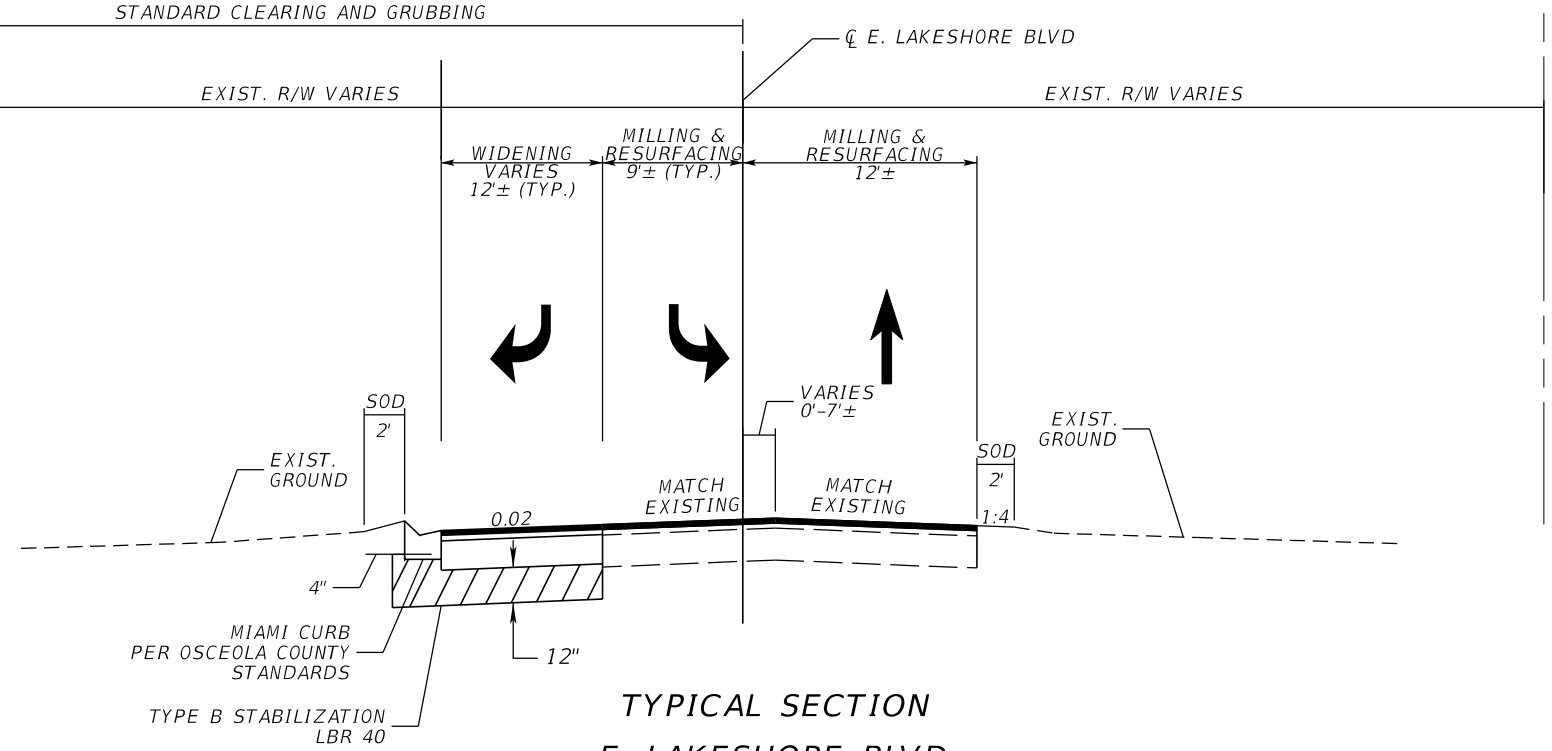 STANDARD CLEARING AND GRUBBING
℄ E. LAKESHORE BLVD
EXIST. R/W VARIES
EXIST. R/W VARIES
WIDENING
VARIES
12'± (TYP.)
MILLING &
RESURFACING
9'± (TYP.)
MILLING &
RESURFACING
12'±
VARIES
0'-7'±
SOD
2'
EXIST.
GROUND
EXIST.
GROUND
SOD
2'
1:4
0.02
MATCH
EXISTING
MATCH
EXISTING
4"
MIAMI CURB
PER OSCEOLA COUNTY
STANDARDS
12"
TYPE B STABILIZATION
LBR 40
TYPICAL SECTION
E. LAKESHORE BLVD